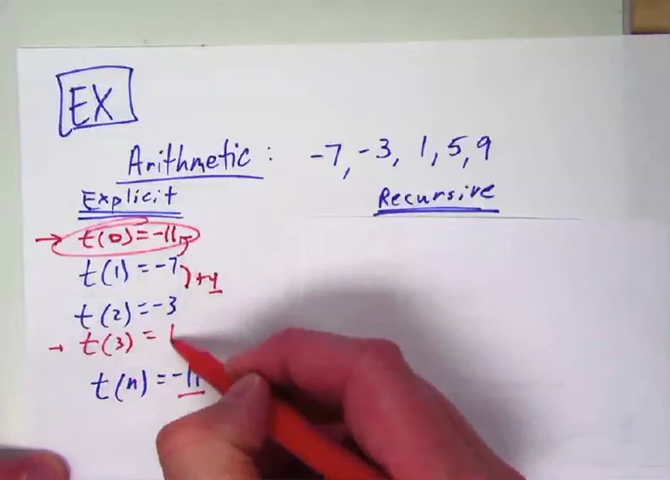 EX
Arithmetic: -7, -3, 1, 5, 9
Explicit Recursive
→ t(0)=-11
t(1)=-7 )+4
t(2)=-3
→ t(3)=1
t(n)=-11